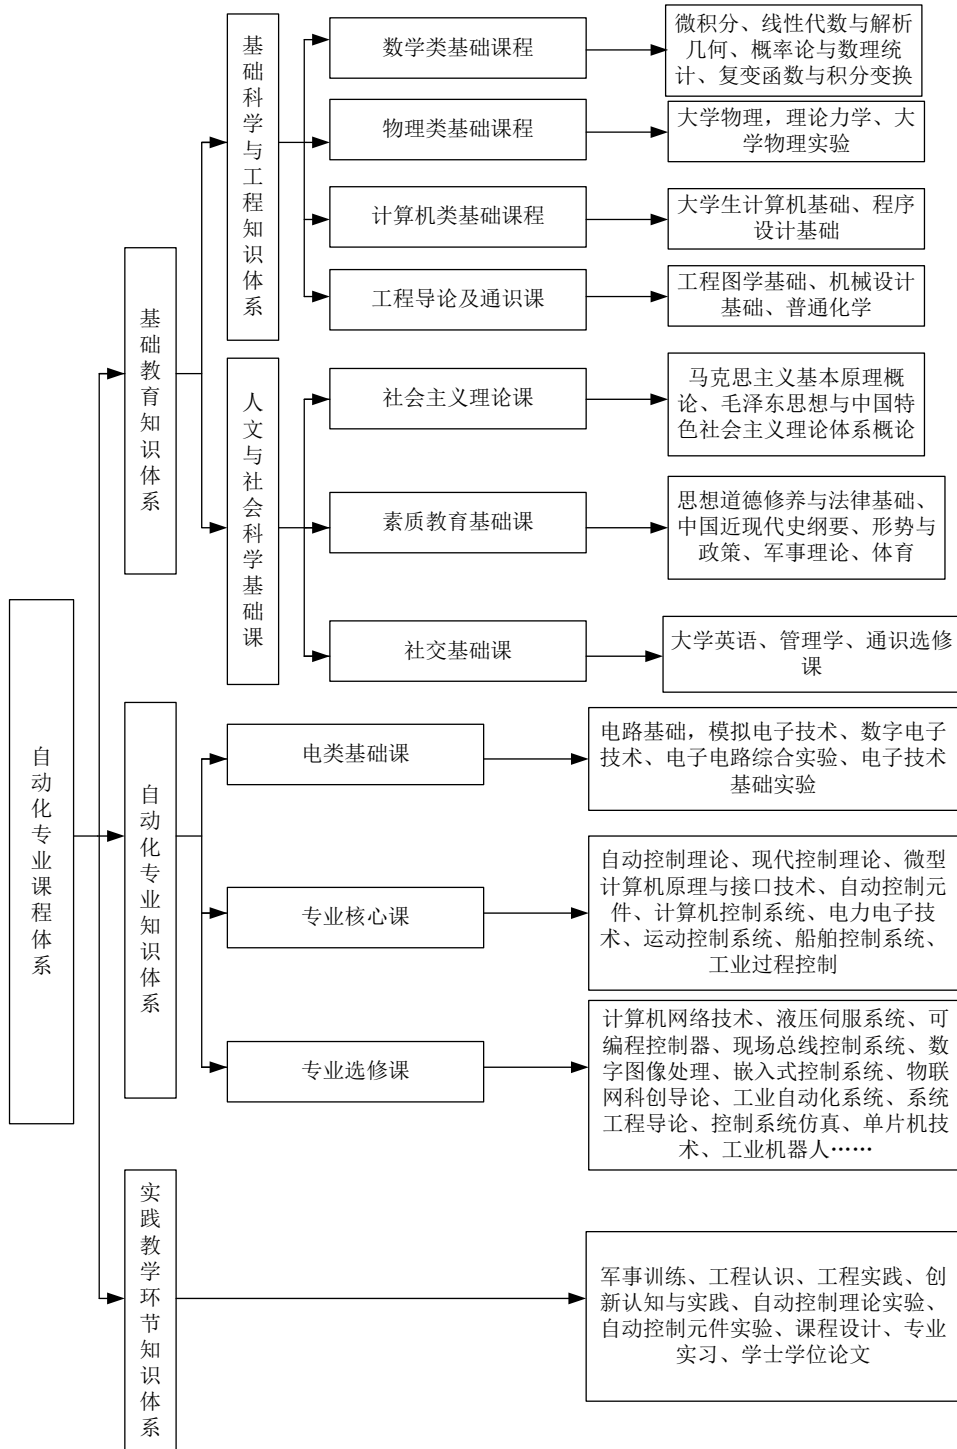 自动化专业课程体系
基础教育知识体系
基础科学与工程知识体系
数学类基础课程
微积分、线性代数与解析
几何、概率论与数理统
计、复变函数与积分变换
物理类基础课程
大学物理，理论力学、大
学物理实验
计算机类基础课程
大学生计算机基础、程序
设计基础
工程导论及通识课
工程图学基础、机械设计
基础、普通化学
人文与社会科学基础课
社会主义理论课
马克思主义基本原理概
论、毛泽东思想与中国特
色社会主义理论体系概论
素质教育基础课
思想道德修养与法律基础、
中国近现代史纲要、形势与
政策、军事理论、体育
社交基础课
大学英语、管理学、通识选修
课
自动化专业知识体系
电类基础课
电路基础，模拟电子技术、数字电子
技术、电子电路综合实验、电子技术
基础实验
专业核心课
自动控制理论、现代控制理论、微型
计算机原理与接口技术、自动控制元
件、计算机控制系统、电力电子技
术、运动控制系统、船舶控制系统、
工业过程控制
专业选修课
计算机网络技术、液压伺服系统、可
编程控制器、现场总线控制系统、数
字图像处理、嵌入式控制系统、物联
网科创导论、工业自动化系统、系统
工程导论、控制系统仿真、单片机技
术、工业机器人……
实践教学环节知识体系
军事训练、工程认识、工程实践、创
新认知与实践、自动控制理论实验、
自动控制元件实验、课程设计、专业
实习、学士学位论文